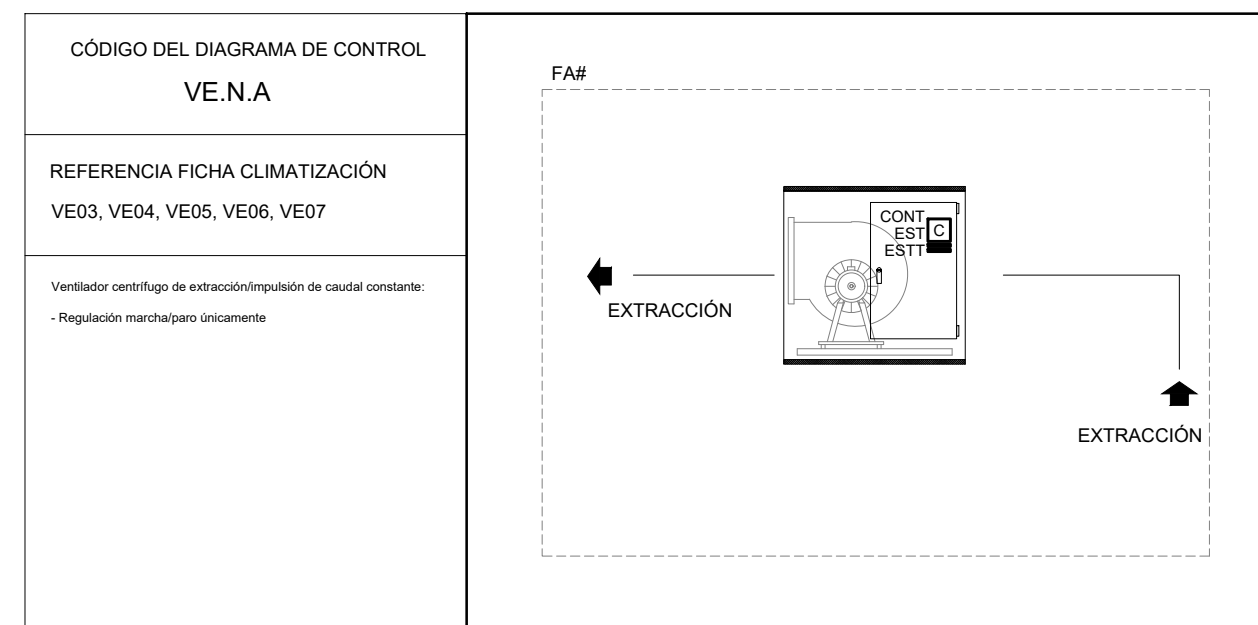 CÓDIGO DEL DIAGRAMA DE CONTROL
VE.N.A
REFERENCIA FICHA CLIMATIZACIÓN
VE03, VE04, VE05, VE06, VE07
Ventilador centrífugo de extracción/impulsión de caudal constante:
- Regulación marcha/paro únicamente
FA#
CONT
EST C
ESTT
EXTRACCIÓN
EXTRACCIÓN